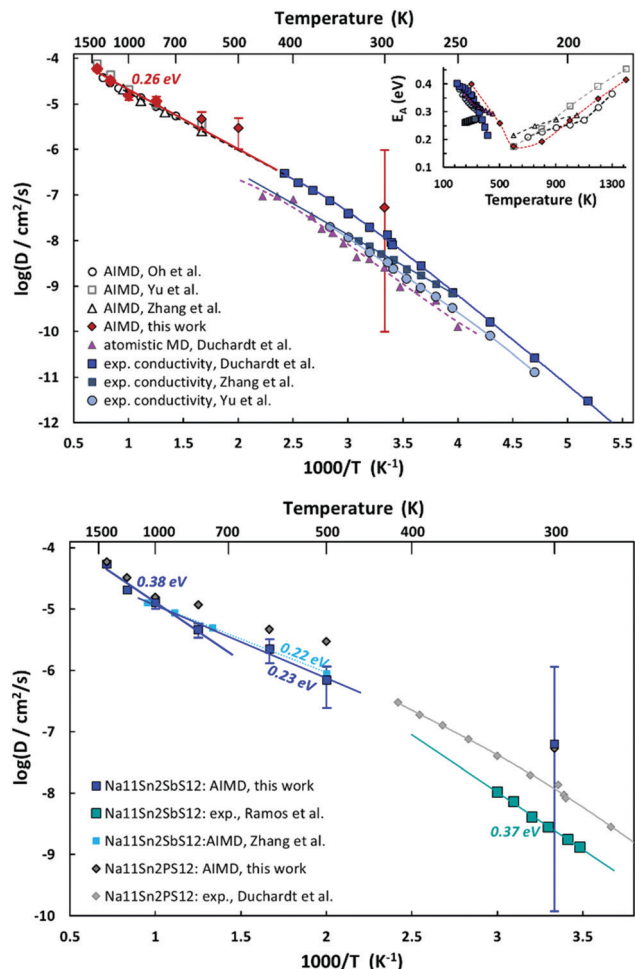 Temperature (K)
1500 1000 700 500 400 300 250 200
-4
-5
-6
-7
-8
-9
-10
-11
-12
log(D / cm²/s)
0.26 eV
0.4
0.3
0.2
0.1
E_A (eV)
100 500 900 1300
Temperature (K)
AIMD, Oh et al.
AIMD, Yu et al.
AIMD, Zhang et al.
AIMD, this work
atomistic MD, Duchardt et al.
exp. conductivity, Duchardt et al.
exp. conductivity, Zhang et al.
exp. conductivity, Yu et al.
0.5 1 1.5 2 2.5 3 3.5 4 4.5 5 5.5
1000/T (K⁻¹)
Temperature (K)
1500 1000 700 500 400 300
-4
-5
-6
-7
-8
-9
-10
log(D / cm²/s)
0.38 eV
0.22 eV
0.23 eV
0.37 eV
Na11Sn2SbS12: AIMD, this work
Na11Sn2SbS12: exp., Ramos et al.
Na11Sn2SbS12:AIMD, Zhang et al.
Na11Sn2PS12: AIMD, this work
Na11Sn2PS12: exp., Duchardt et al.
0.5 1 1.5 2 2.5 3 3.5
1000/T (K⁻¹)